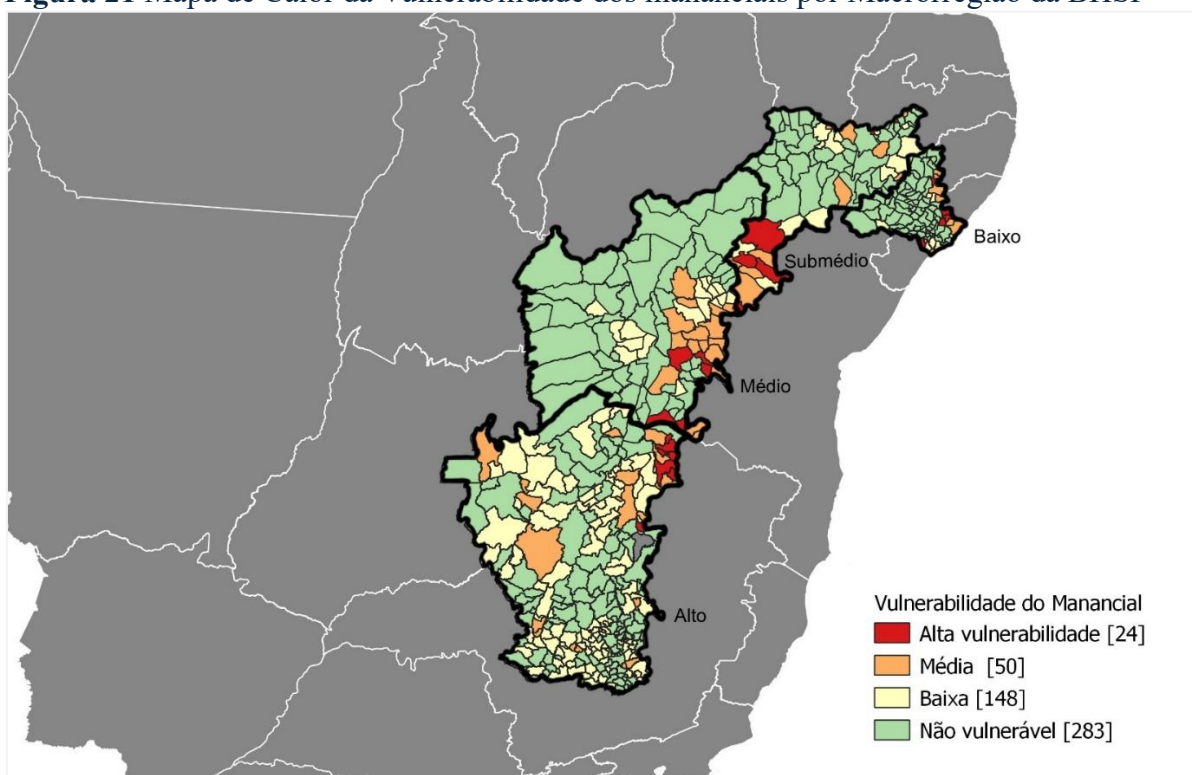 Figura 21 Mapa de Calor da Vulnerabilidade dos mananciais por Macrorregião da BHSF
Baixo
Submédio
Médio
Alto
Vulnerabilidade do Manancial
Alta vulnerabilidade [24]
Média [50]
Baixa [148]
Não vulnerável [283]